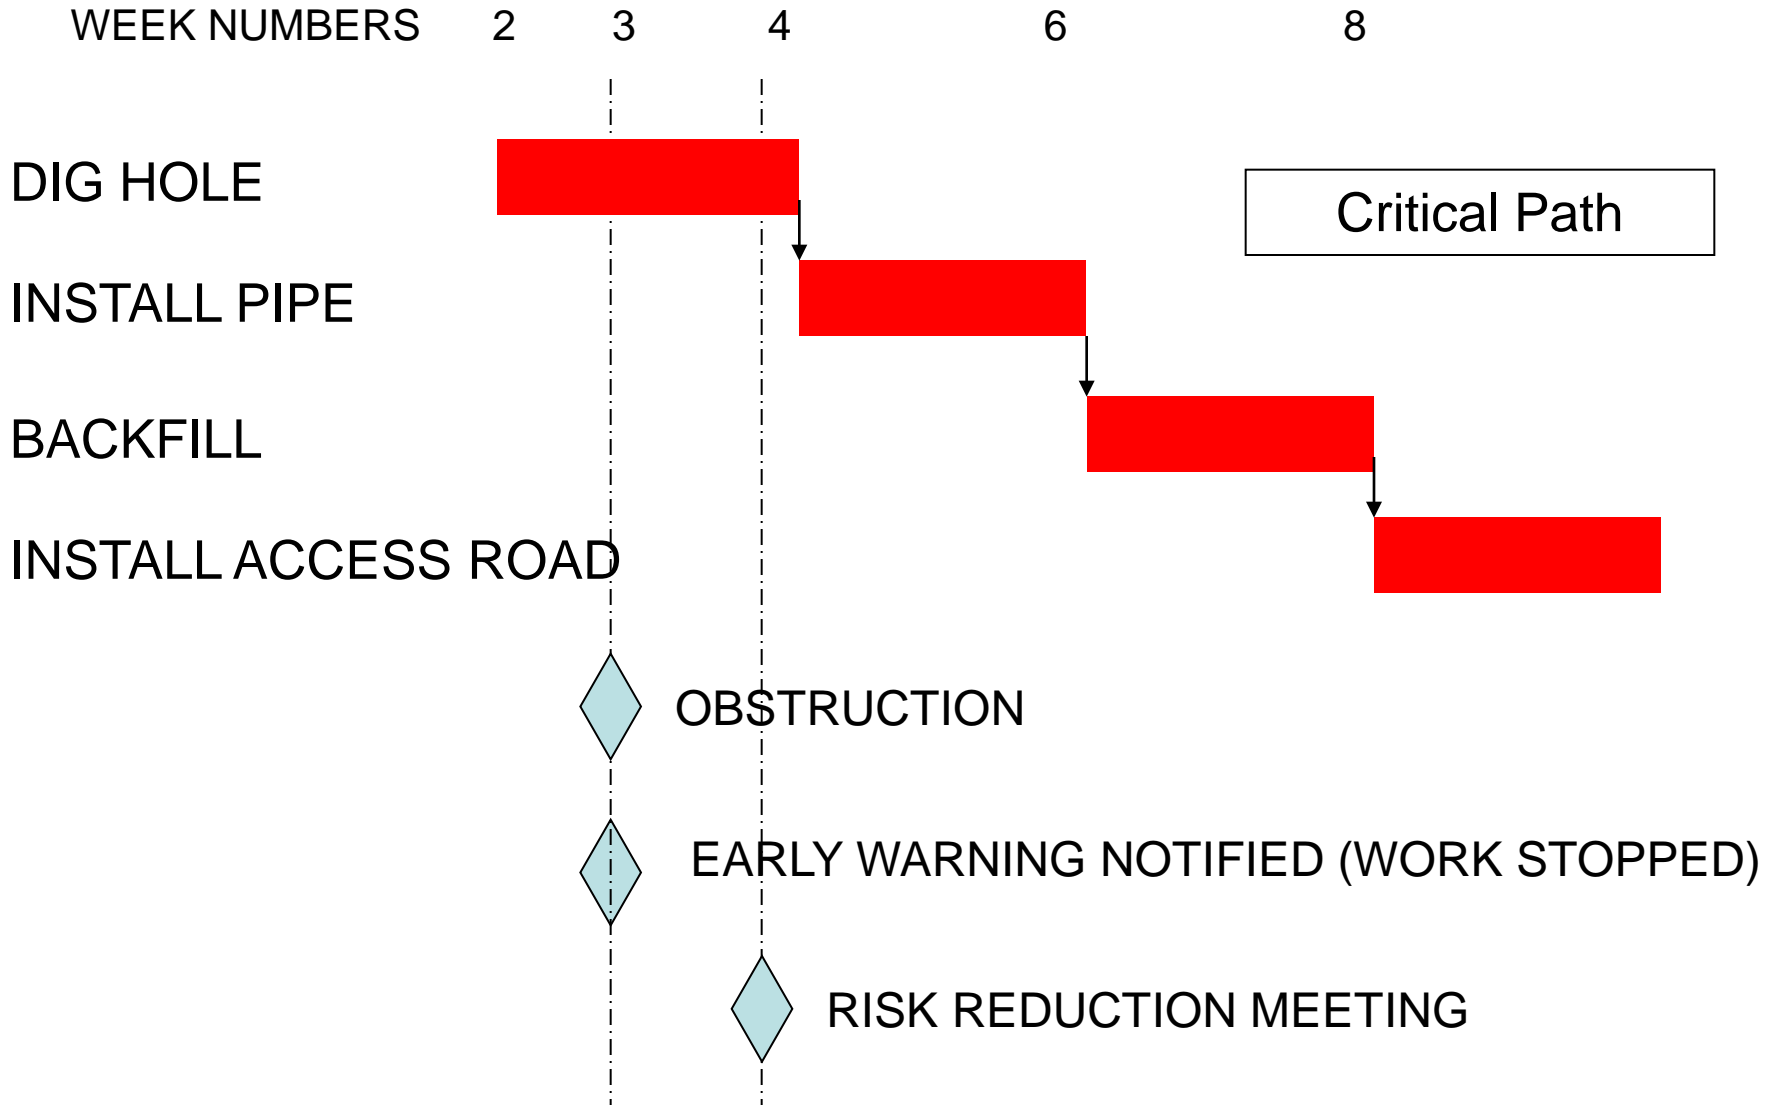 WEEK NUMBERS 2 3 4 6 8
DIG HOLE
Critical Path
INSTALL PIPE
BACKFILL
INSTALL ACCESS ROAD
OBSTRUCTION
EARLY WARNING NOTIFIED (WORK STOPPED)
RISK REDUCTION MEETING